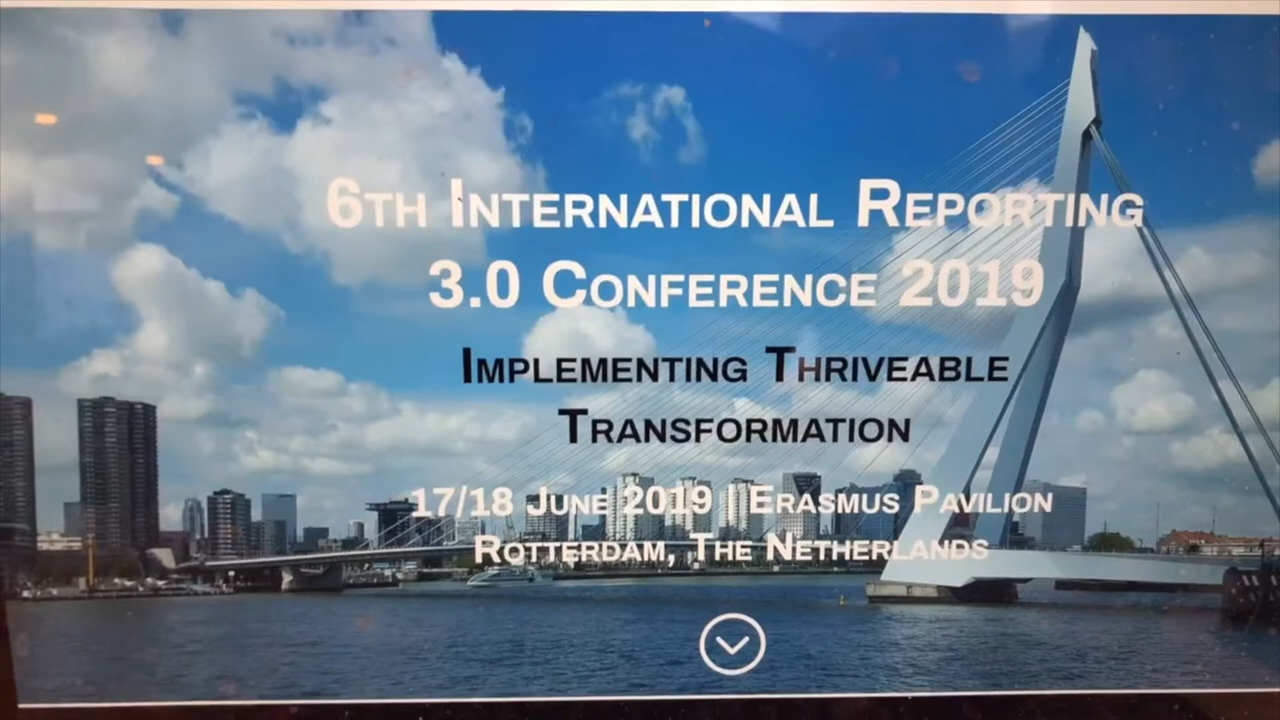 6th International Reporting
3.0 Conference 2019
Implementing Thriveable
Transformation
17/18 June 2019 | Erasmus Pavilion
Rotterdam, The Netherlands